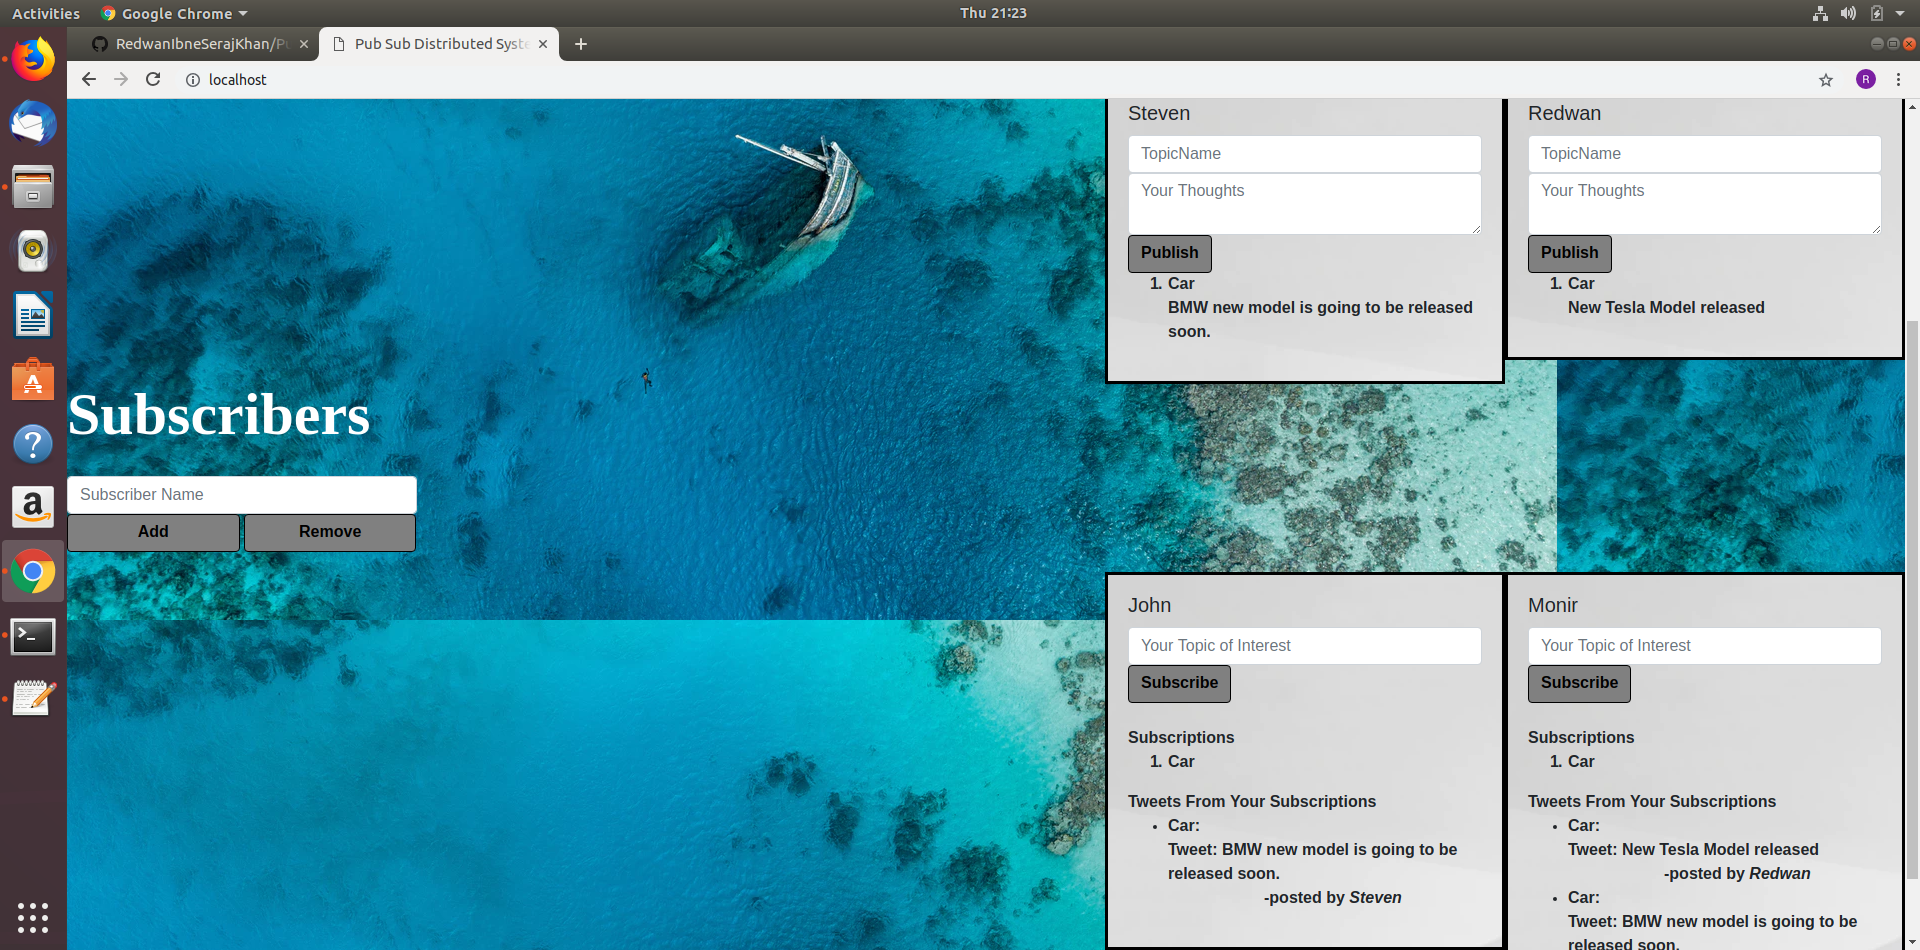 Activities
Google Chrome
Thu 21:23
RedwanIbneSerajKhan/
Pub Sub Distributed
localhost
R
Steven
TopicName
Your Thoughts
Publish
1. Car
BMW new model is going to be released
soon.
Redwan
TopicName
Your Thoughts
Publish
1. Car
New Tesla Model released
Subscribers
Subscriber Name
Add
Remove
John
Your Topic of Interest
Subscribe
Subscriptions
1. Car
Tweets From Your Subscriptions
• Car:
Tweet: BMW new model is going to be
released soon.
-posted by Steven
Monir
Your Topic of Interest
Subscribe
Subscriptions
1. Car
Tweets From Your Subscriptions
• Car:
Tweet: New Tesla Model released
-posted by Redwan
• Car:
Tweet: BMW new model is going to be
released soon.